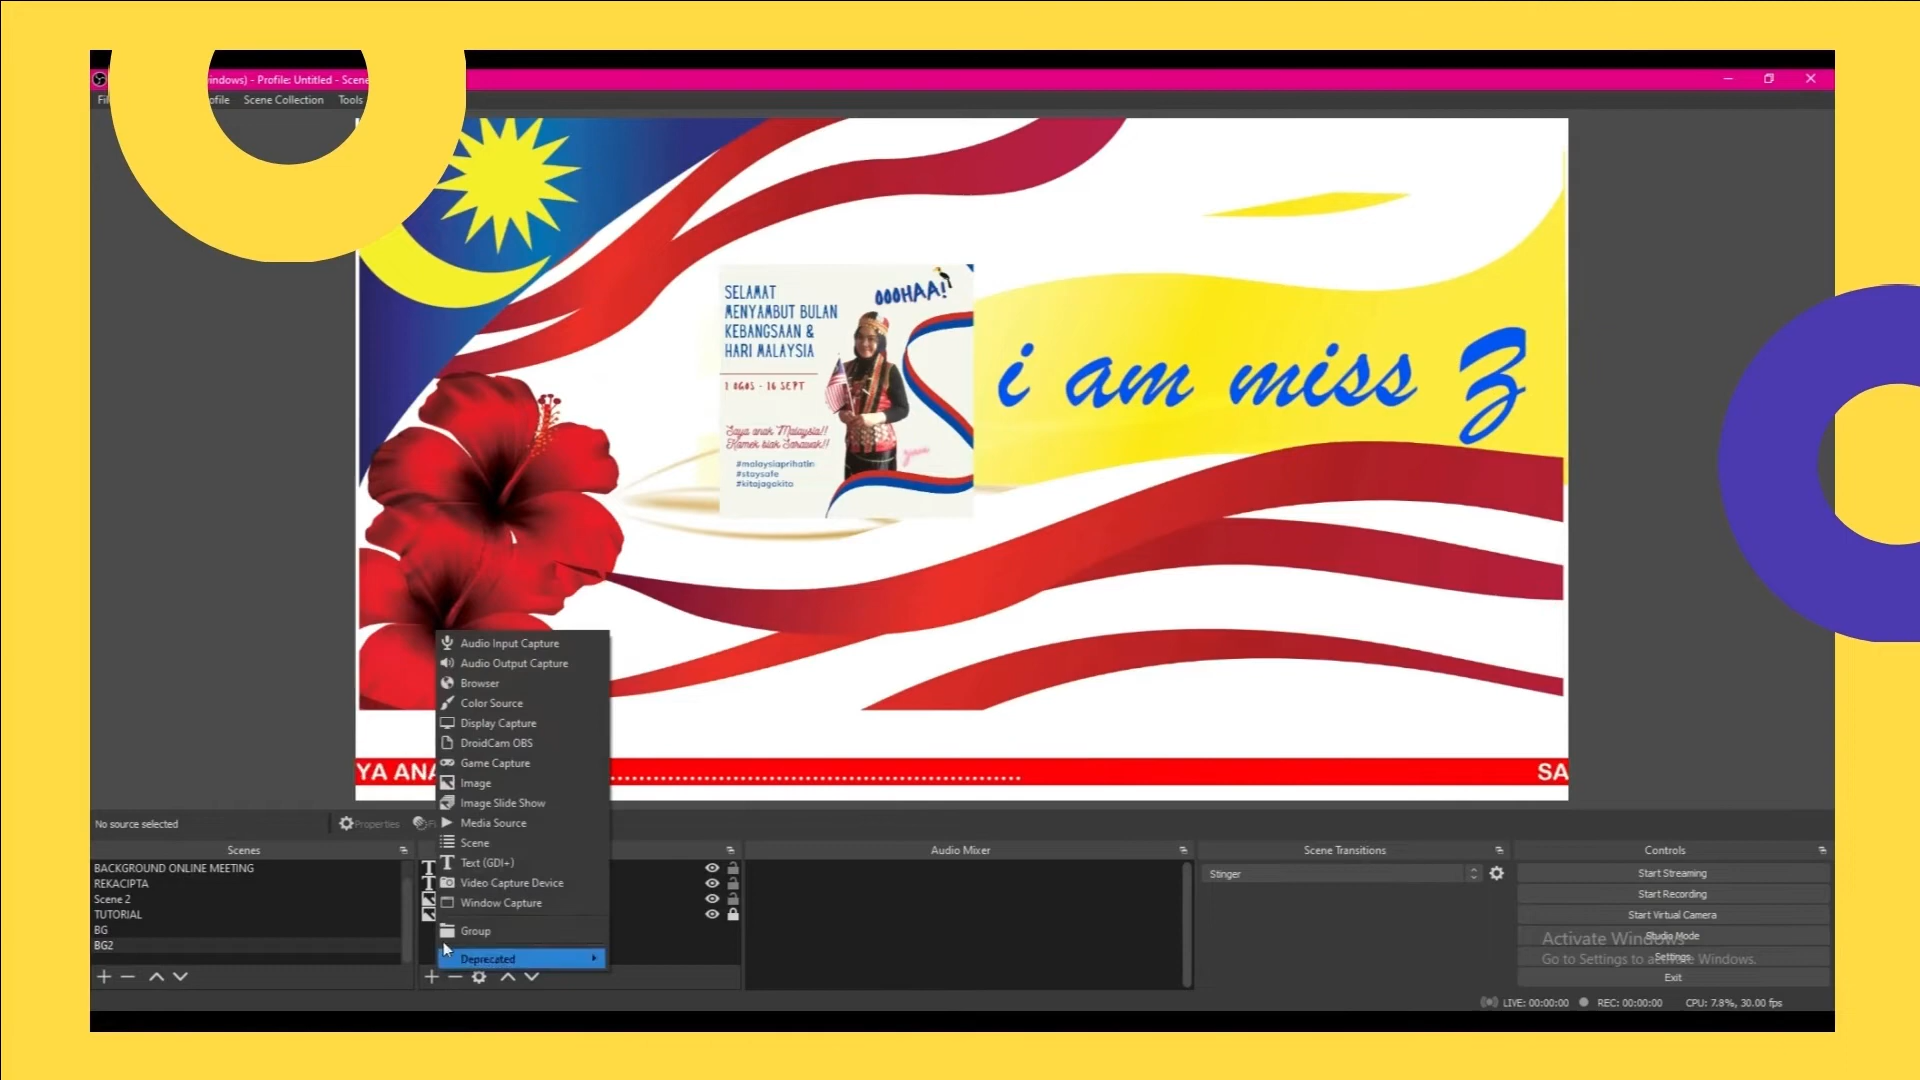 indows) - Profile: Untitled - Scene
Fil
ofile
Scene Collection
Tools
SELAMAT
MENYAMBUT BULAN
KEBANGSAAN &
HARI MALAYSIA
1 OGOS - 16 SEPT
Saya anak Malaysia!!
Kamek biak Sarawak!!
#malaysiaprihatin
#staysafe
#kitajagakita
OOOHAA!
i am miss Z
YA ANA
SA
Audio Input Capture
Audio Output Capture
Browser
Color Source
Display Capture
DroidCam OBS
Game Capture
Image
Image Slide Show
Media Source
Scene
Text (GDI+)
Video Capture Device
Window Capture
Group
Deprecated
No source selected
Properties
Scenes
BACKGROUND ONLINE MEETING
REKACIPTA
Scene 2
TUTORIAL
BG
BG2
Audio Mixer
Scene Transitions
Stinger
Controls
Start Streaming
Start Recording
Start Virtual Camera
Studio Mode
Settings
Exit
Activate Windows
Go to Settings to activate Windows.
LIVE: 00:00:00
REC: 00:00:00
CPU: 7.8%, 30.00 fps